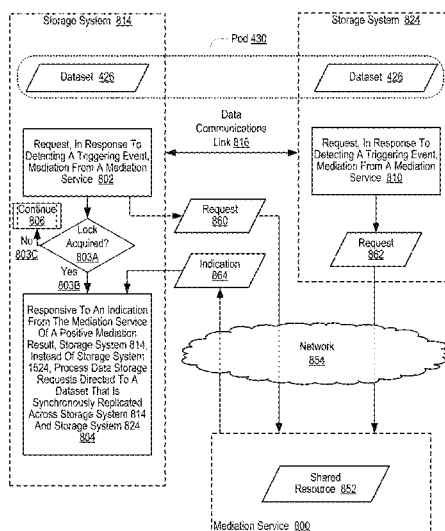 Storage System 814
Storage System 824
Pod 430
Dataset 426
Dataset 428
Data
Communications
Link 816
Request, In Response To
Detecting A Triggering Event,
Mediation From A Mediation
Service 802
Request, In Response To
Detecting A Triggering Event,
Mediation From A Mediation
Service 810
Continue
806
Lock
Acquired?
803A
No
803C
Yes
803B
Request
860
Request
862
Indication
864
Responsive To An Indication
From The Mediation Service
Of A Positive Mediation
Result, Storage System 814,
Instead Of Storage System
1524, Process Data Storage
Requests Directed To A
Dataset That Is
Synchronously Replicated
Across Storage System 814
And Storage System 824
804
Network
854
Shared
Resource 852
Mediation Service 800